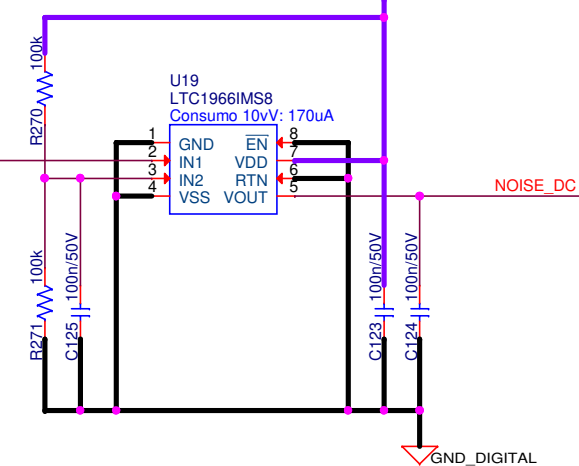 100k
R270
U19
LTC1966IMS8
Consumo 10vV: 170uA
1
GND
EN
8
2
IN1
VDD
7
3
IN2
RTN
6
4
VSS
VOUT
5
NOISE_DC
100k
R271
100n/50V
C125
100n/50V
C123
100n/50V
C124
GND_DIGITAL